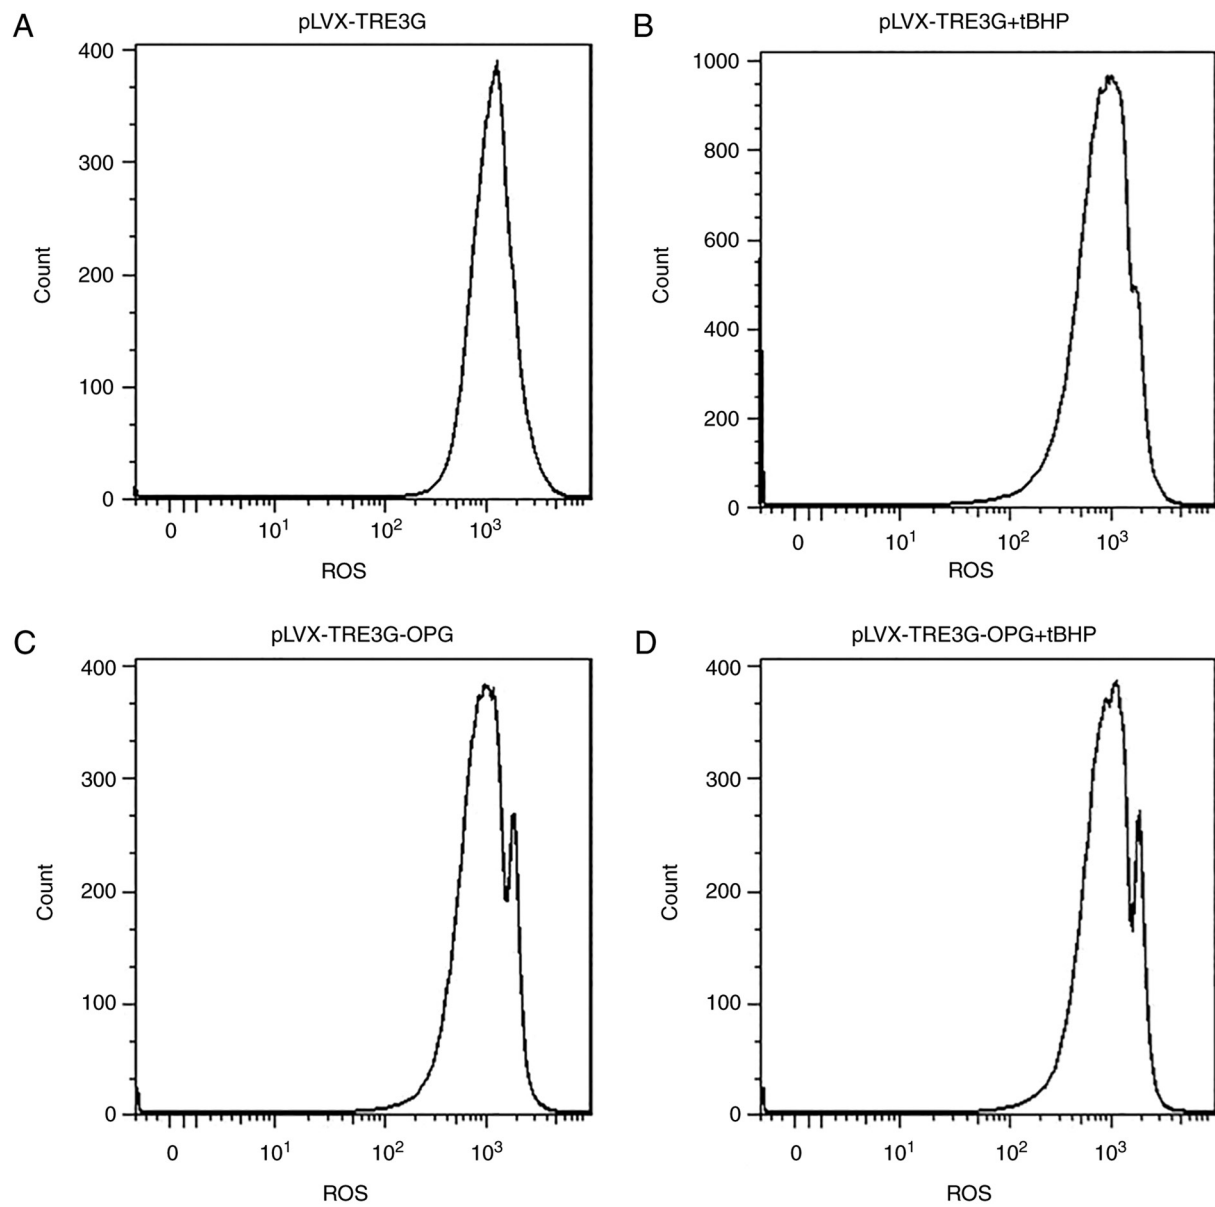 A
pLVX-TRE3G
400
300
200
100
0
Count
0 10¹ 10² 10³
ROS
B
pLVX-TRE3G+tBHP
1000
800
600
400
200
0
Count
0 10¹ 10² 10³
ROS
C
pLVX-TRE3G-OPG
400
300
200
100
0
Count
0 10¹ 10² 10³
ROS
D
pLVX-TRE3G-OPG+tBHP
400
300
200
100
0
Count
0 10¹ 10² 10³
ROS